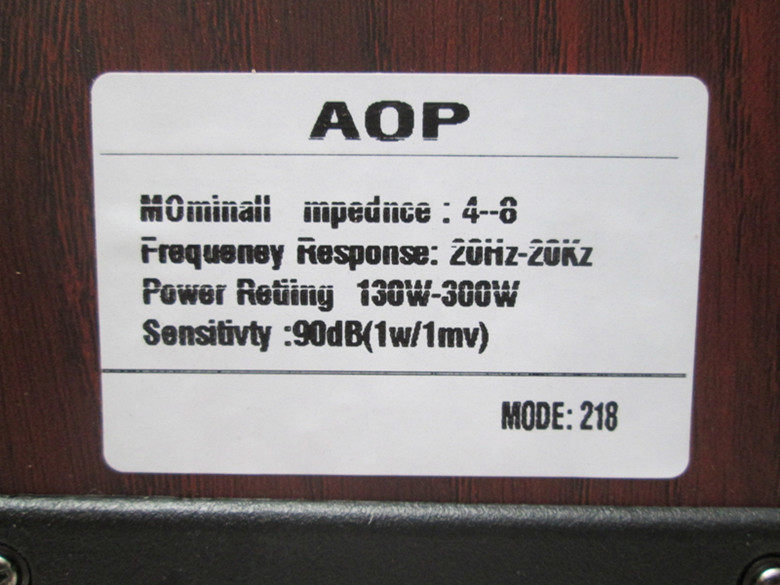 AOP
MOminall mpednce : 4--8
Frequeney Response: 20Hz-20Kz
Power Retiing 130W-300W
Sensitivty :90dB(1w/1mv)
MODE: 218